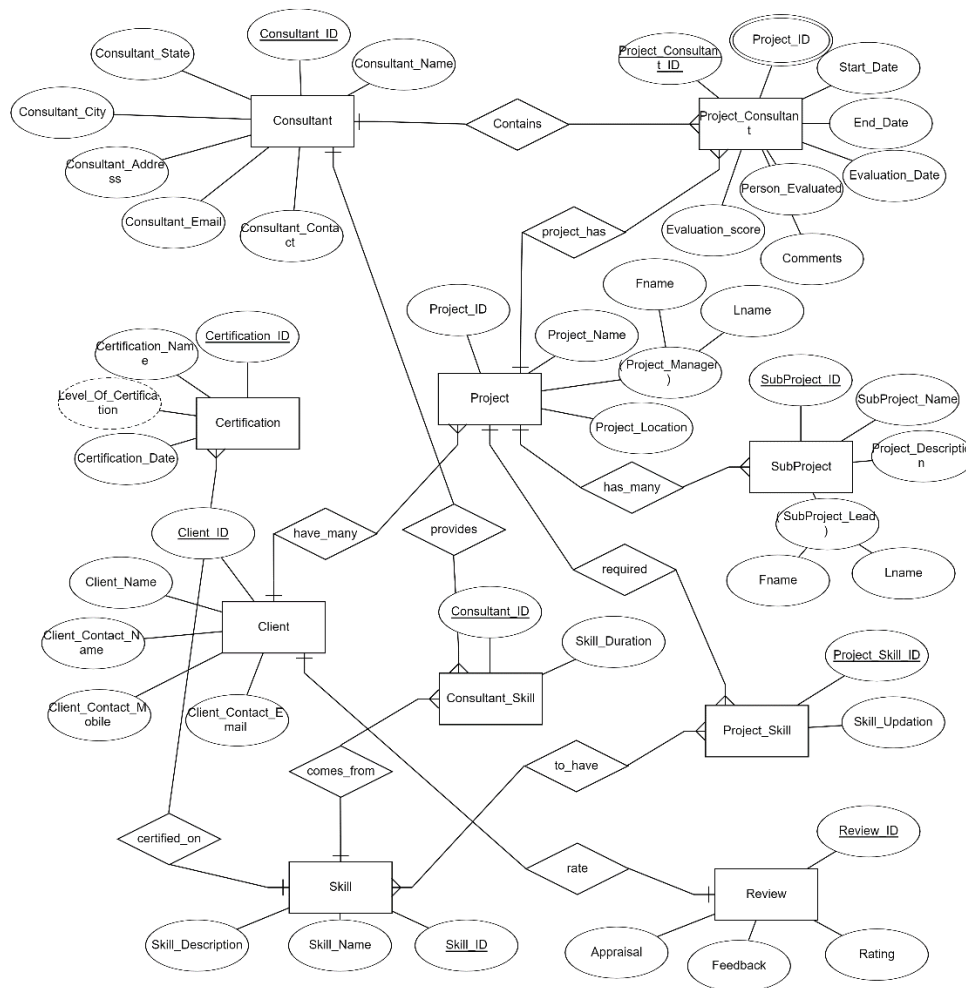 Consultant_ID
Consultant_State
Consultant_Name
Consultant_City
Consultant
Consultant_Addre
ss
Consultant_Email
Consultant_Conta
ct
Contains
Project_Consultan
t_ID
Project_ID
Start_Date
Project_Consultan
t
End_Date
Evaluation_Date
Person_Evaluated
Evaluation_score
Comments
project_has
Fname
Lname
Project_ID
Project_Name
( Project_Manager
)
Project
Project_Location
Certification_ID
Certification_Nam
e
Level_Of_Certific
ation
Certification
Certification_Date
SubProject_ID
SubProject_Name
Project_Descriptio
n
SubProject
( SubProject_Lead
)
Fname
Lname
has_many
Client_ID
have_many
provides
required
Client_Name
Client
Client_Contact_N
ame
Client_Contact_M
obile
Client_Contact_E
mail
Consultant_ID
Skill_Duration
Consultant_Skill
Project_Skill_ID
Skill_Updation
Project_Skill
comes_from
to_have
certified_on
Skill
Skill_Description
Skill_Name
Skill_ID
rate
Review_ID
Review
Appraisal
Feedback
Rating